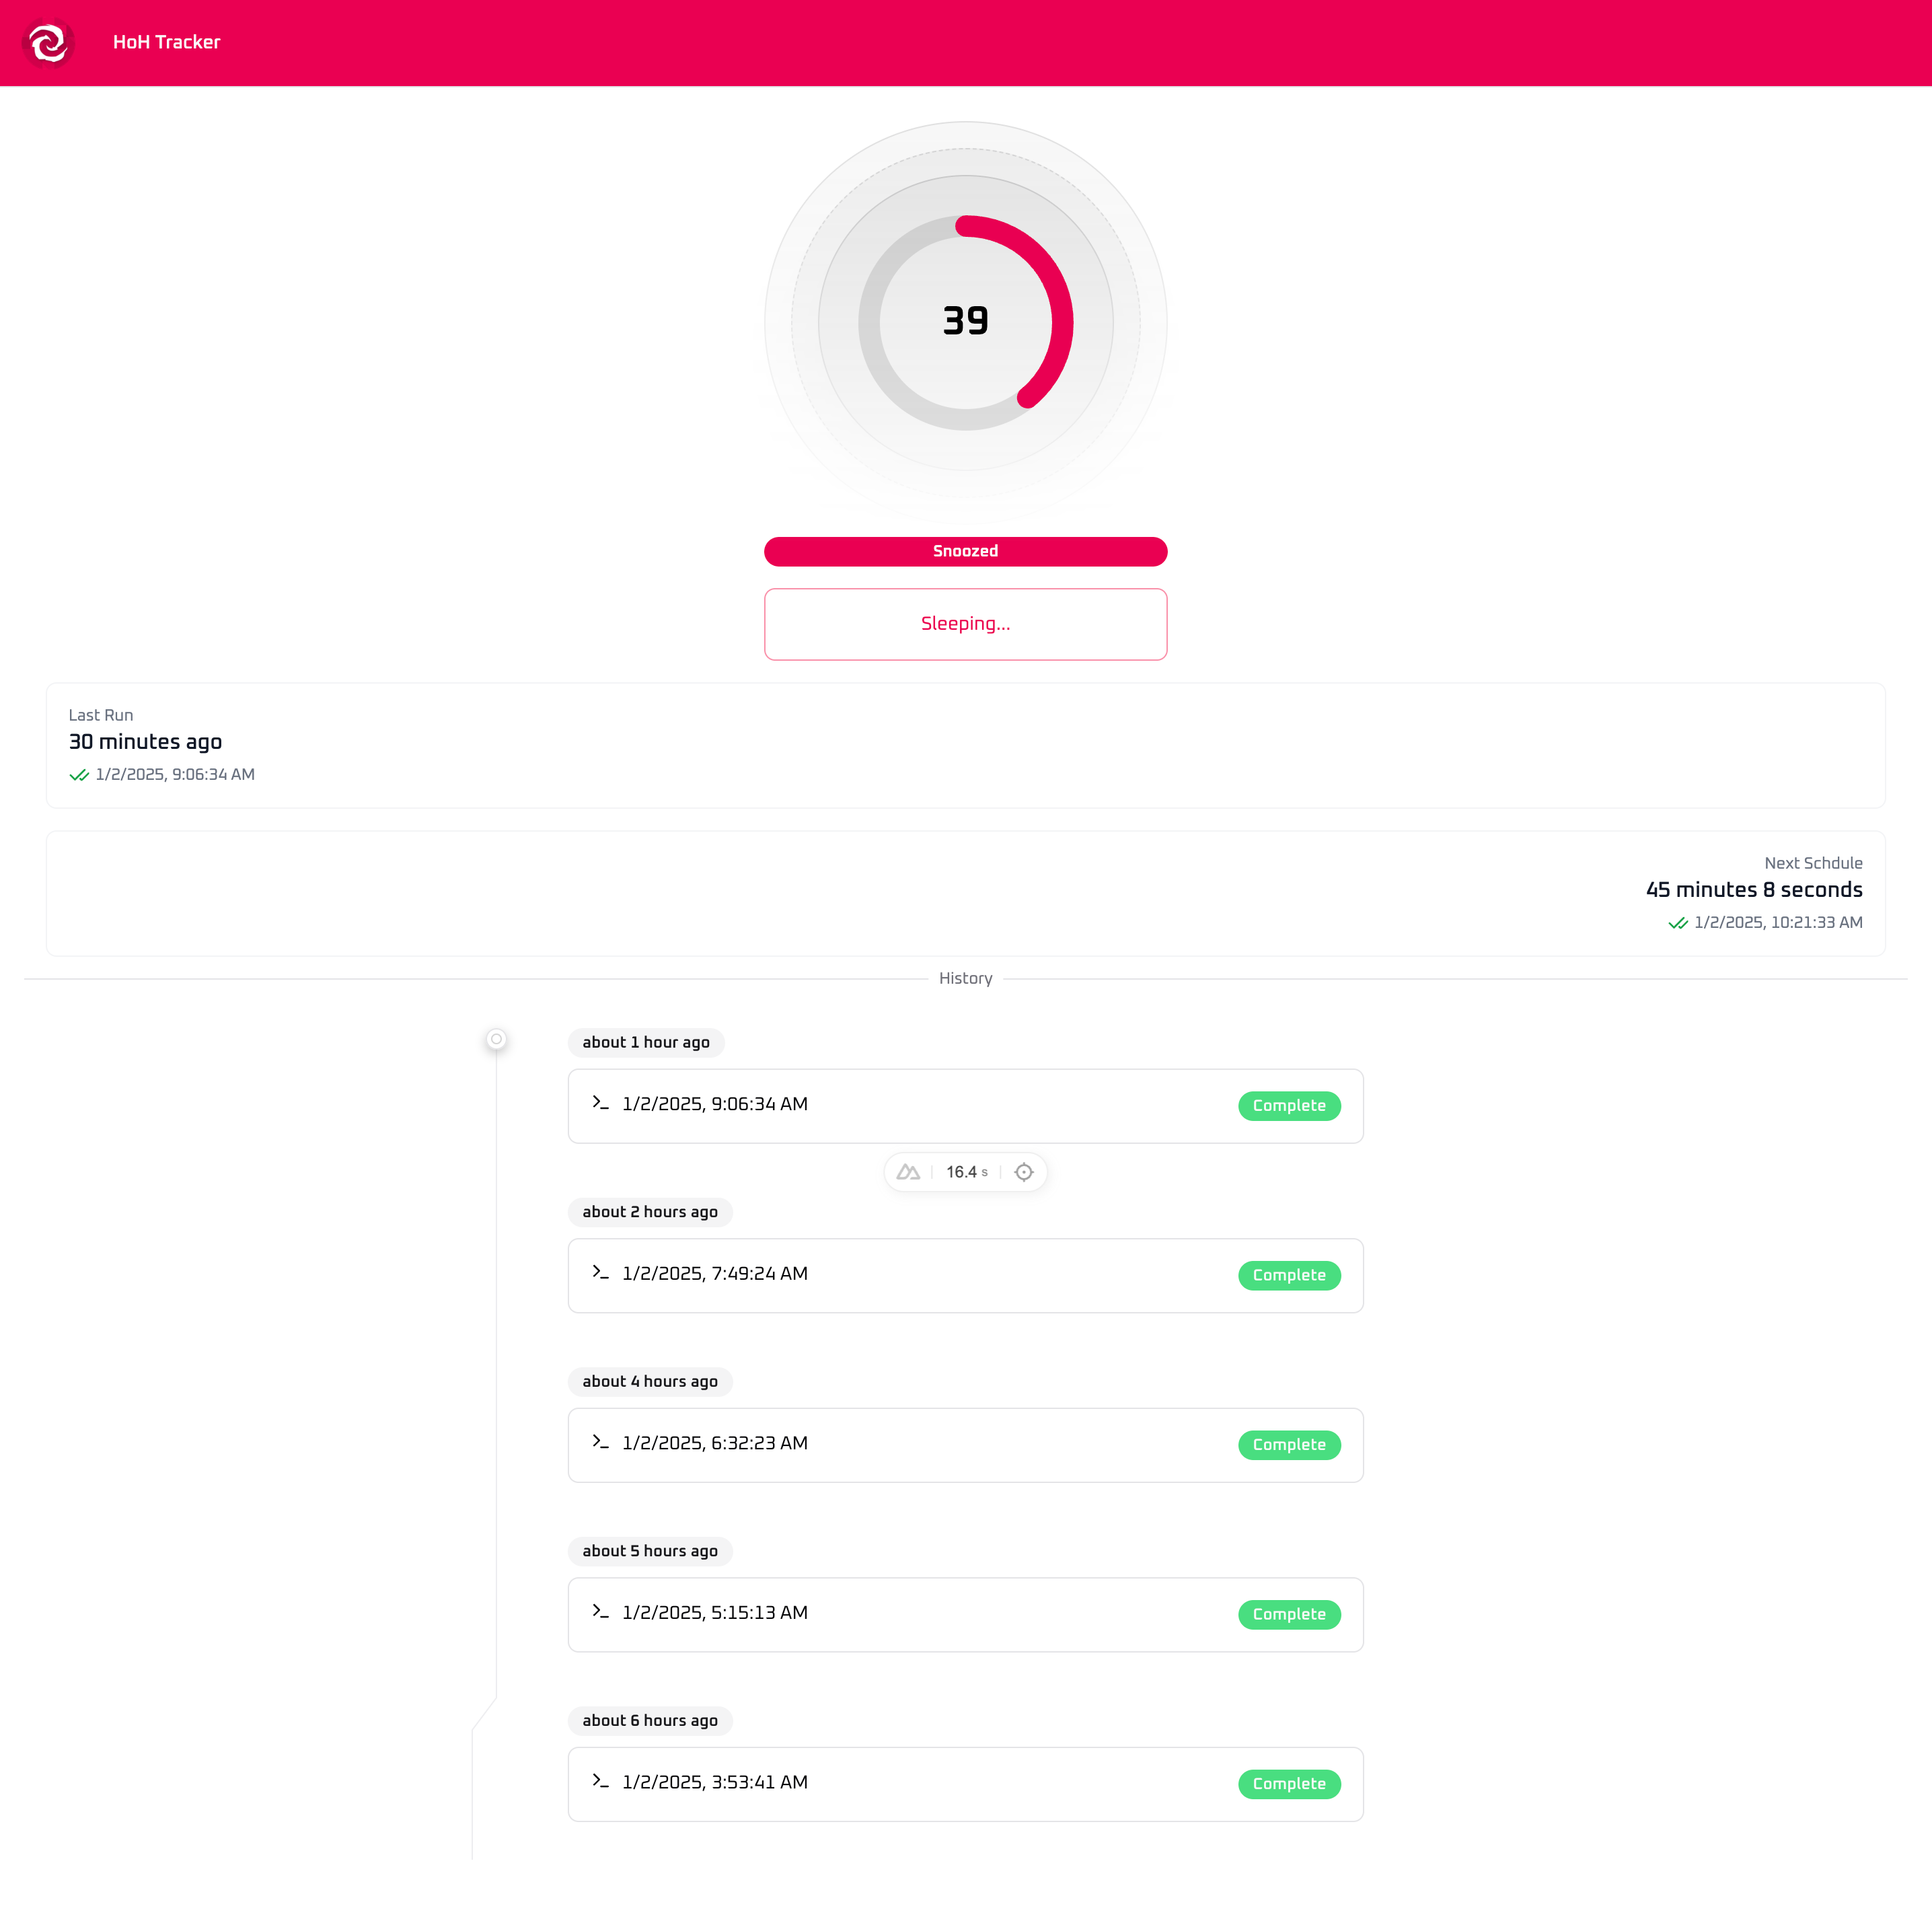 HoH Tracker
39
Snoozed
Sleeping...
Last Run
30 minutes ago
1/2/2025, 9:06:34 AM
Next Schdule
45 minutes 8 seconds
1/2/2025, 10:21:33 AM
History
about 1 hour ago
1/2/2025, 9:06:34 AM Complete
16.4 s
about 2 hours ago
1/2/2025, 7:49:24 AM Complete
about 4 hours ago
1/2/2025, 6:32:23 AM Complete
about 5 hours ago
1/2/2025, 5:15:13 AM Complete
about 6 hours ago
1/2/2025, 3:53:41 AM Complete